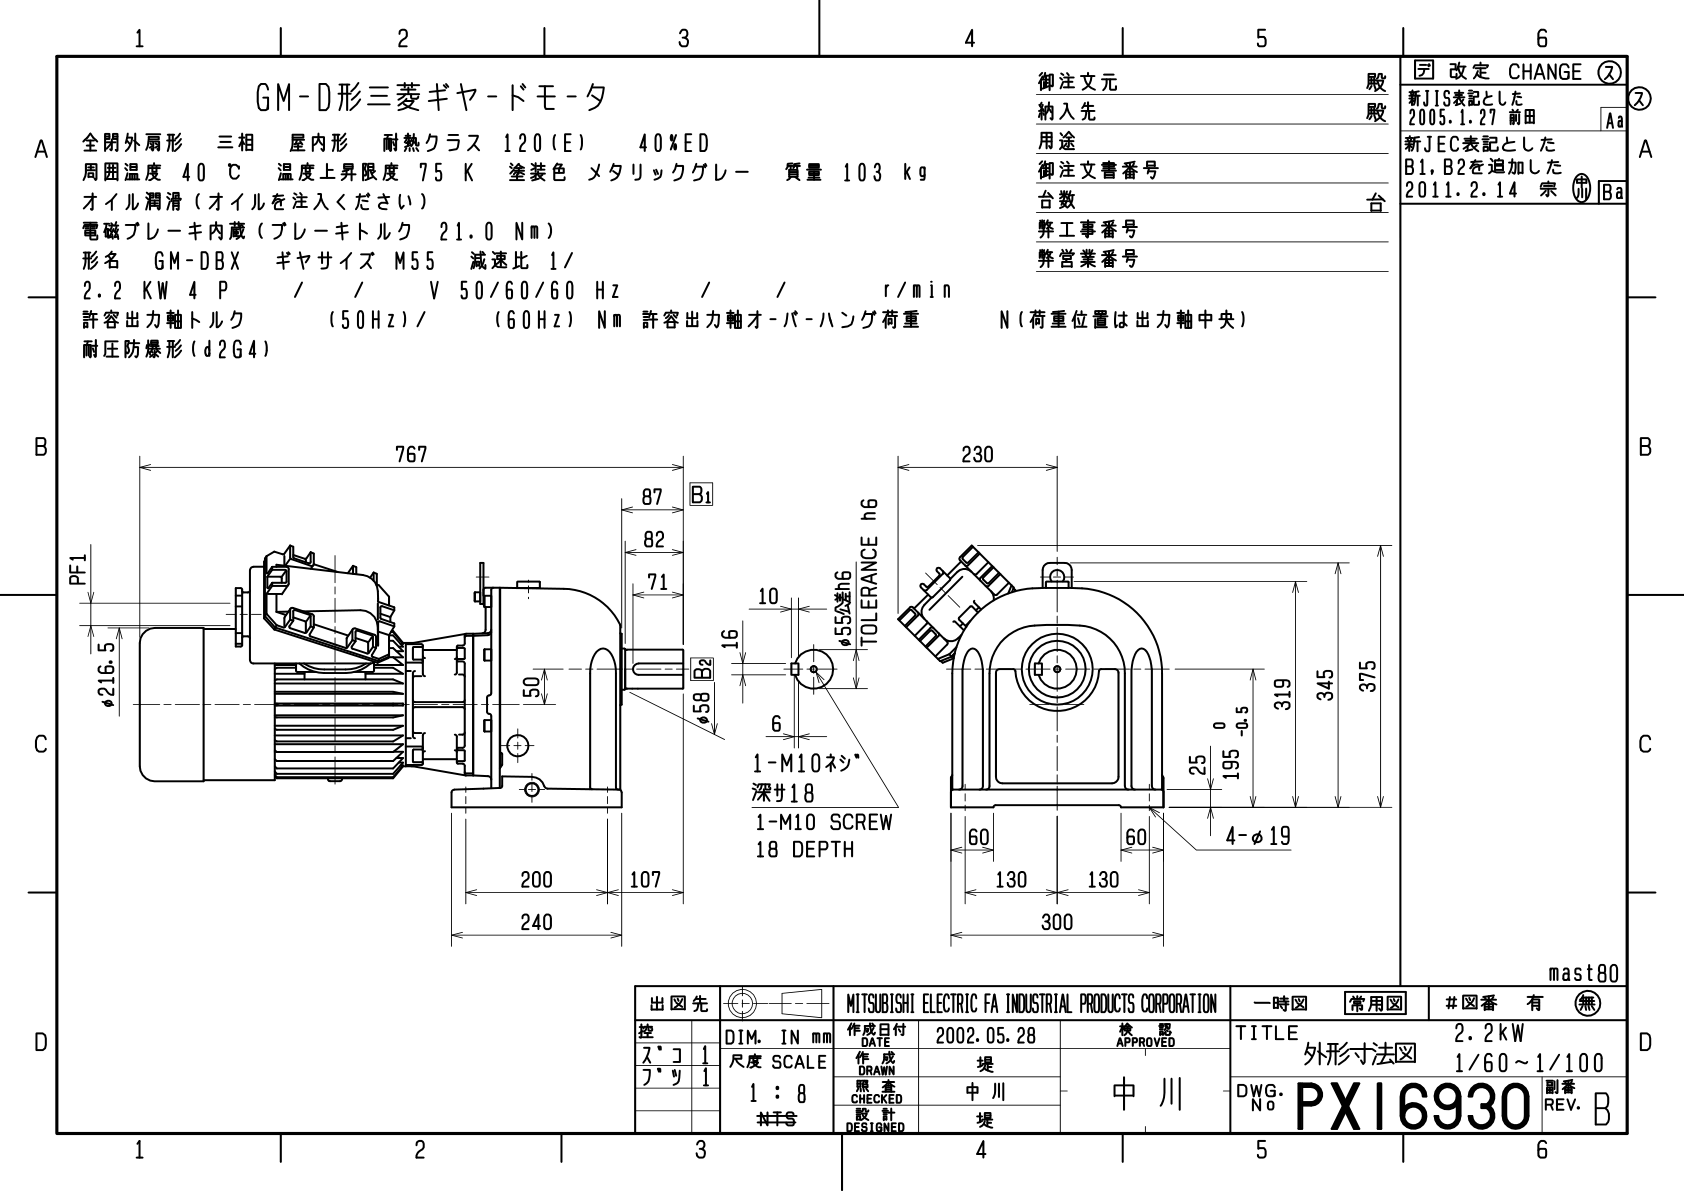 1 2 3 4 5 6
GM-D形三菱ギヤードモータ
全閉外扇形 三相 屋内形 耐熱クラス 120(E) 40%ED
周囲温度 40 ℃ 温度上昇限度 75 K 塗装色 メタリックグレー 質量 103 kg
オイル潤滑(オイルを注入ください)
電磁ブレーキ内蔵(ブレーキトルク 21.0 Nm)
形名 GM-DBX ギヤサイズ M55 減速比 1/
2.2 KW 4 P / / V 50/60/60 Hz / / r/min
許容出力軸トルク (50Hz)/ (60Hz) Nm 許容出力軸オーバーハング荷重 N(荷重位置は出力軸中央)
耐圧防爆形(d2G4)
御注文元 殿
納入先 殿
用途
御注文書番号
台数 台
弊工事番号
弊営業番号
デ 改定 CHANGE ス
ス
新JIS表記とした
2005.1.27 前田 Aa
新JEC表記とした
B1,B2を追加した
2011.2.14 宗 Ba
A A
B B
C C
D D
767
87 B1
82
71
PF1
φ216.5
50
B2
φ58
10
16
6
φ55公差h6
TOLERANCE h6
1-M10ネジ
深サ18
1-M10 SCREW
18 DEPTH
200 107
240
230
375
345
319
195 0 -0.5
25
4-φ19
60 60
130 130
300
mast80
出図先
控
ズコ 1
ブツ 1
DIM. IN mm
尺度 SCALE
1 : 8
NTS
MITSUBISHI ELECTRIC FA INDUSTRIAL PRODUCTS CORPORATION
作成日付 DATE 2002.05.28
作成 DRAWN 堤
照査 CHECKED 中川
設計 DESIGNED 堤
検認 APPROVED
中川
一時図 常用図 #図番 有 無
TITLE 2.2kW
外形寸法図 1/60~1/100
DWG. No PX16930 副番 REV. B
1 2 3 4 5 6